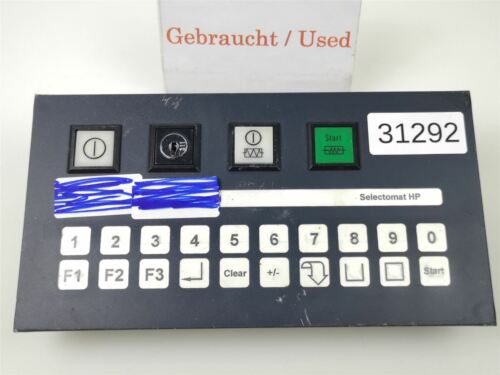 Gebraucht / Used
Start
31292
Selectomat HP
1 2 3 4 5 6 7 8 9 0
F1 F2 F3 Clear +/- Start